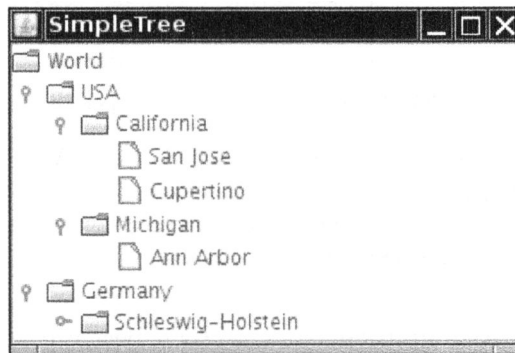 SimpleTree
World
USA
California
San Jose
Cupertino
Michigan
Ann Arbor
Germany
Schleswig-Holstein